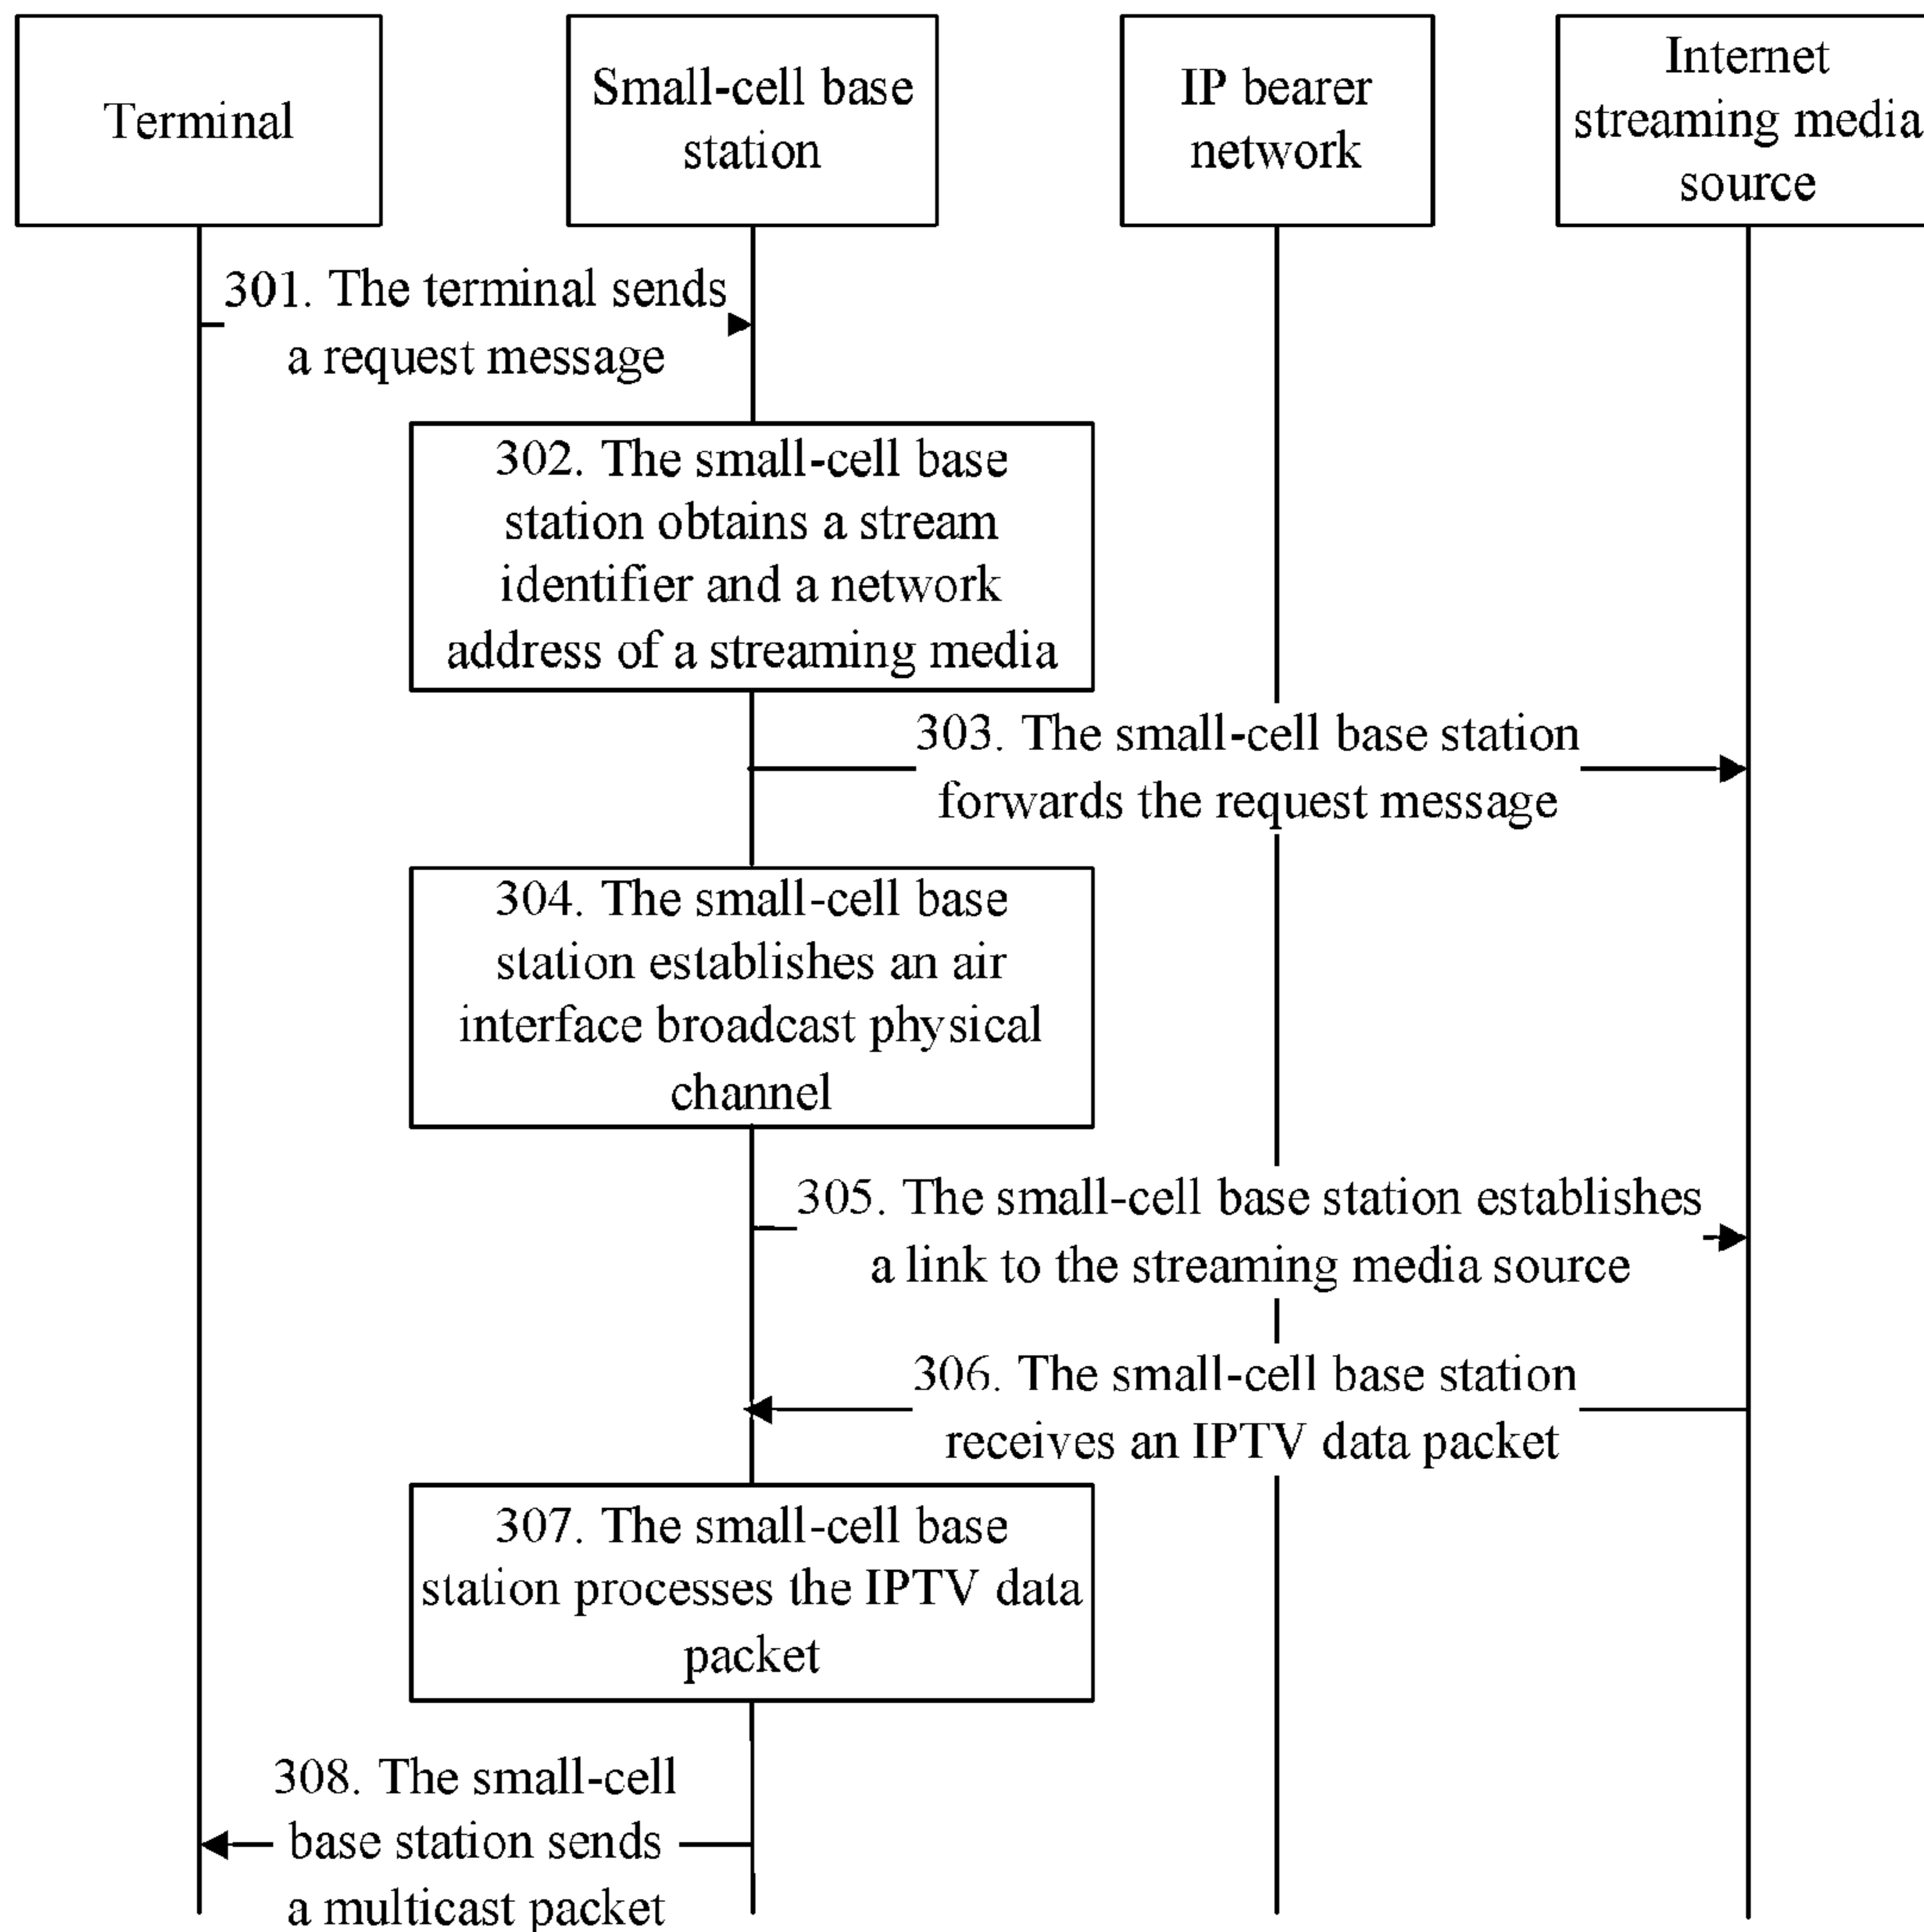 Terminal
Small-cell base
station
IP bearer
network
Internet
streaming media
source
301. The terminal sends
a request message
302. The small-cell base
station obtains a stream
identifier and a network
address of a streaming media
303. The small-cell base station
forwards the request message
304. The small-cell base
station establishes an air
interface broadcast physical
channel
305. The small-cell base station establishes
a link to the streaming media source
306. The small-cell base station
receives an IPTV data packet
307. The small-cell base
station processes the IPTV data
packet
308. The small-cell
base station sends
a multicast packet